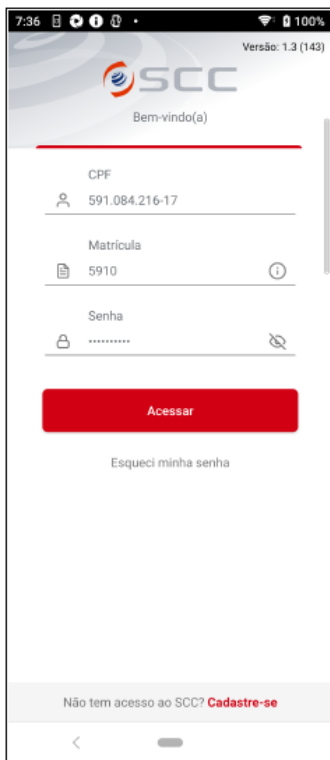 7:36
100%
Versão: 1.3 (143)
SCC
Bem-vindo(a)
CPF
591.084.216-17
Matrícula
5910
Senha
••••••••••
Acessar
Esqueci minha senha
Não tem acesso ao SCC? Cadastre-se